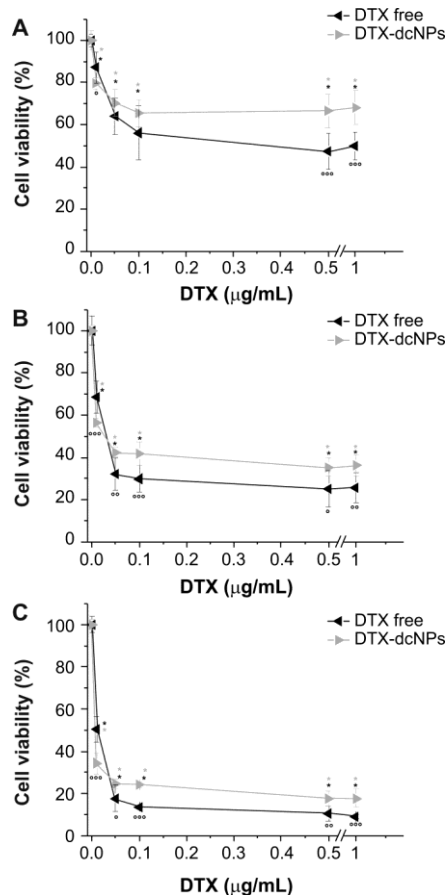 A
DTX free
DTX-dcNPs
Cell viability (%)
100
80
60
40
20
0
* * * * *
* * * * *
° °°° °°°
0.0 0.1 0.2 0.3 0.4 0.5 1
DTX (μg/mL)
B
DTX free
DTX-dcNPs
Cell viability (%)
100
80
60
40
20
0
* * * * *
* * * * *
°°° °° °°° ° °°
0.0 0.1 0.2 0.3 0.4 0.5 1
DTX (μg/mL)
C
DTX free
DTX-dcNPs
Cell viability (%)
100
80
60
40
20
0
* * * * *
* * * * *
°°° ° °°° °° °°°
0.0 0.1 0.2 0.3 0.4 0.5 1
DTX (μg/mL)